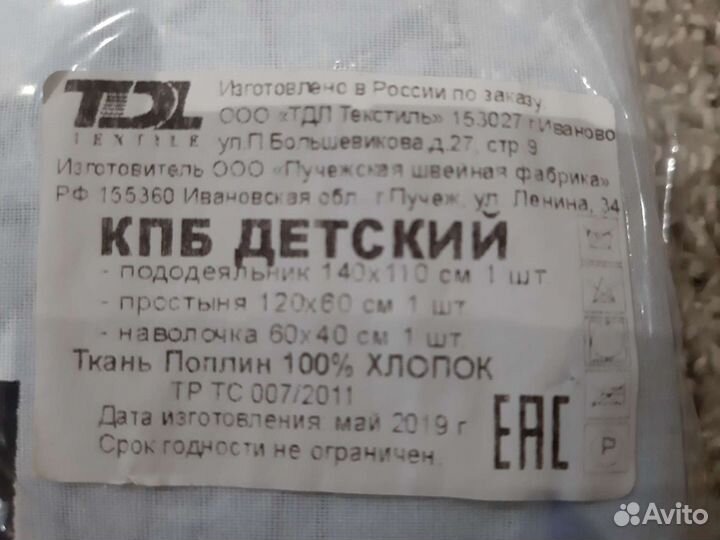 TDL
TEXTILE
Изготовлено в России по заказу
ООО «ТДЛ Текстиль» 153027 г.Иваново
ул.П.Большевикова,д.27, стр 9
Изготовитель ООО «Пучежская швейная фабрика»
РФ 155360 Ивановская обл. г.Пучеж, ул. Ленина, 34
КПБ ДЕТСКИЙ
- пододеяльник 140х110 см 1 шт.
- простыня 120х60 см 1 шт.
- наволочка 60х40 см 1 шт.
Ткань Поплин 100% ХЛОПОК
ТР ТС 007/2011
Дата изготовления: май 2019 г
Срок годности не ограничен.
EAC
P
Avito